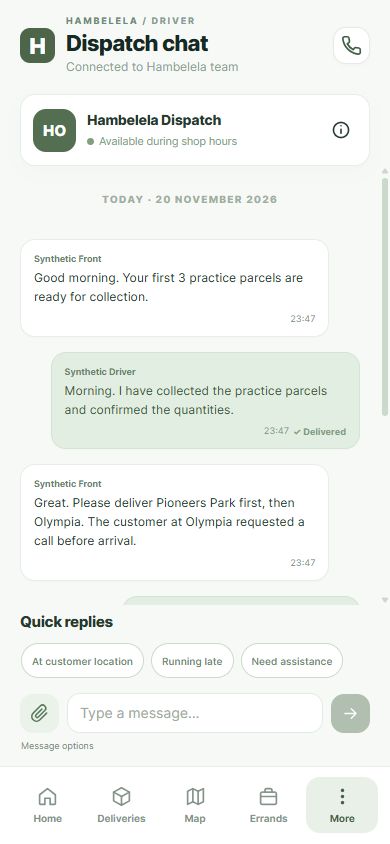 HAMBELELA / DRIVER
H
Dispatch chat
Connected to Hambelela team
HO
Hambelela Dispatch
Available during shop hours
TODAY · 20 NOVEMBER 2026
Synthetic Front
Good morning. Your first 3 practice parcels are
ready for collection.
23:47
Synthetic Driver
Morning. I have collected the practice parcels
and confirmed the quantities.
23:47 ✓ Delivered
Synthetic Front
Great. Please deliver Pioneers Park first, then
Olympia. The customer at Olympia requested a
call before arrival.
23:47
Quick replies
At customer location
Running late
Need assistance
Type a message...
Message options
Home
Deliveries
Map
Errands
More